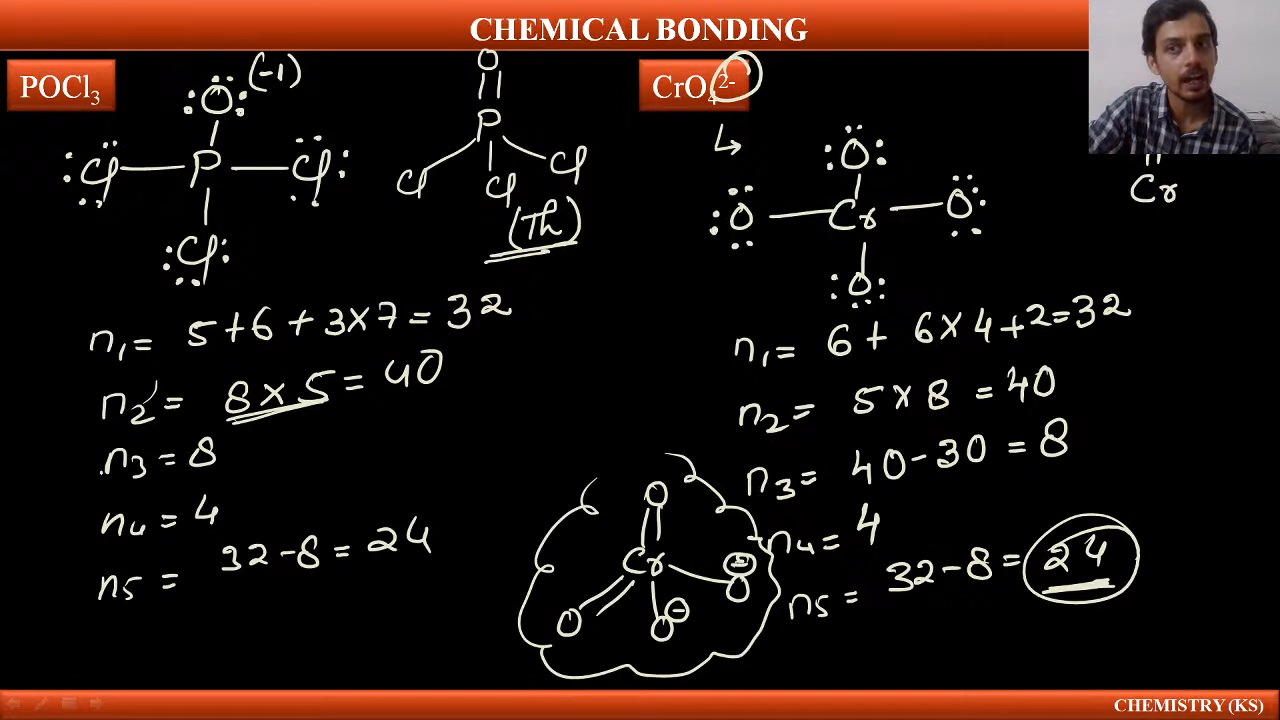 CHEMICAL BONDING
POCl3
O (-1)
Cl P Cl
Cl
O
P
Cl Cl Cl
(Th)
n1= 5+6+3×7=32
n2= 8×5=40
n3=8
n4=4
n5= 32-8=24
CrO4 2-
O
O Cr O
O
Cr
n1= 6+6×4+2=32
n2= 5×8=40
n3= 40-30=8
n4=4
n5= 32-8=24
O
Cr
O O⊖ O⊖
CHEMISTRY (KS)